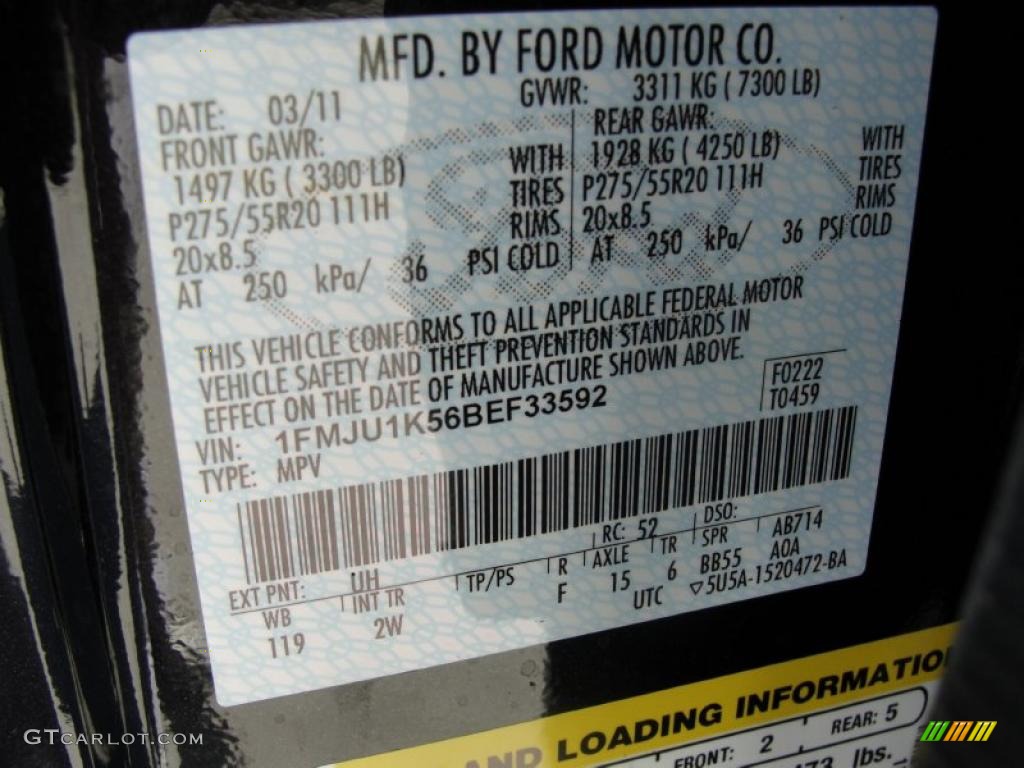 MFD. BY FORD MOTOR CO.
DATE: 03/11 GVWR: 3311 KG ( 7300 LB)
FRONT GAWR: REAR GAWR:
1497 KG ( 3300 LB) WITH 1928 KG ( 4250 LB) WITH
P275/55R20 111H TIRES P275/55R20 111H TIRES
20x8.5 RIMS 20x8.5 RIMS
AT 250 kPa/ 36 PSI COLD AT 250 kPa/ 36 PSI COLD
THIS VEHICLE CONFORMS TO ALL APPLICABLE FEDERAL MOTOR
VEHICLE SAFETY AND THEFT PREVENTION STANDARDS IN
EFFECT ON THE DATE OF MANUFACTURE SHOWN ABOVE.
F0222
VIN: 1FMJU1K56BEF33592 T0459
TYPE: MPV
EXT PNT: UH RC: 52 DSO:
WB INT TR TP/PS R AXLE TR SPR AB714
119 2W F 15 6 BB55 A0A
UTC ▽5U5A-1520472-BA
AND LOADING INFORMATION
FRONT: 2 REAR: 5
473 lbs.
GTCARLOT.COM